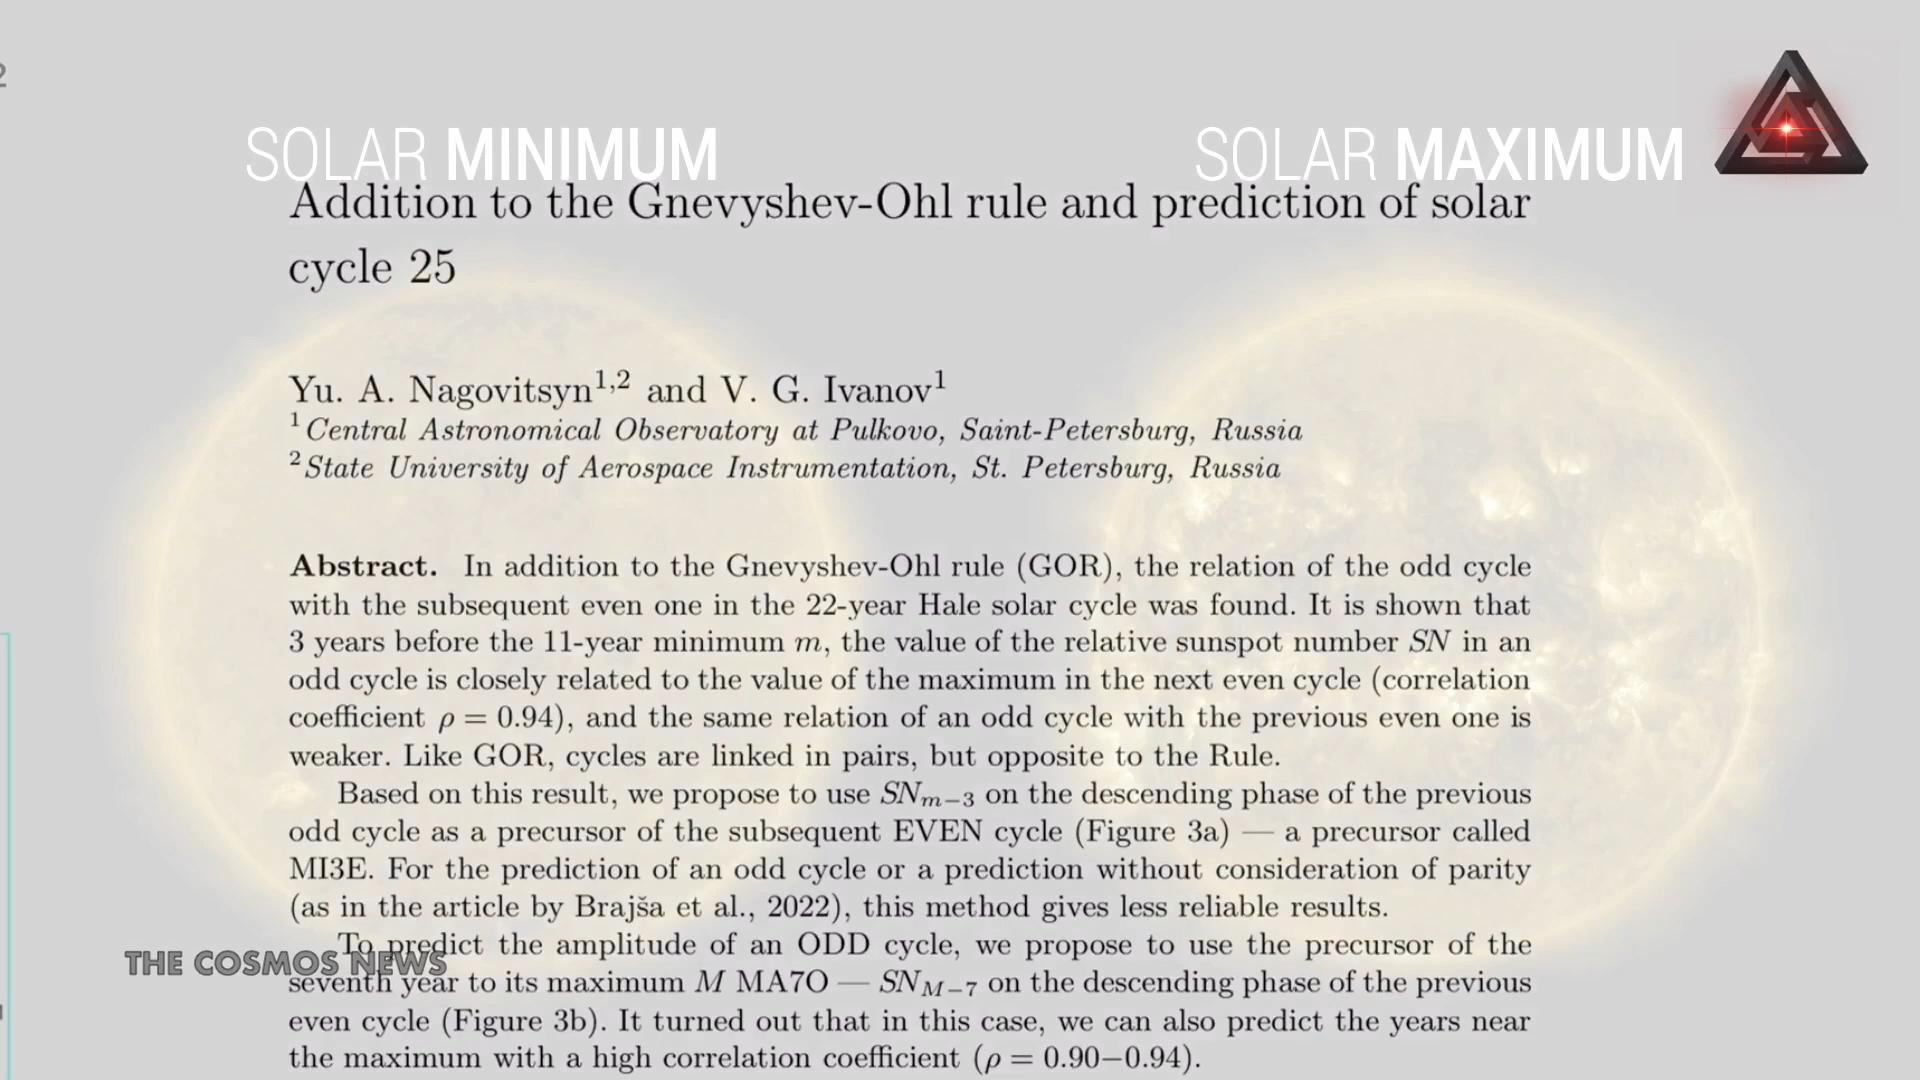 SOLAR MINIMUM
SOLAR MAXIMUM
Addition to the Gnevyshev-Ohl rule and prediction of solar
cycle 25
Yu. A. Nagovitsyn1,2 and V. G. Ivanov1
1 Central Astronomical Observatory at Pulkovo, Saint-Petersburg, Russia
2 State University of Aerospace Instrumentation, St. Petersburg, Russia
Abstract. In addition to the Gnevyshev-Ohl rule (GOR), the relation of the odd cycle
with the subsequent even one in the 22-year Hale solar cycle was found. It is shown that
3 years before the 11-year minimum m, the value of the relative sunspot number SN in an
odd cycle is closely related to the value of the maximum in the next even cycle (correlation
coefficient ρ = 0.94), and the same relation of an odd cycle with the previous even one is
weaker. Like GOR, cycles are linked in pairs, but opposite to the Rule.
Based on this result, we propose to use SNm−3 on the descending phase of the previous
odd cycle as a precursor of the subsequent EVEN cycle (Figure 3a) — a precursor called
MI3E. For the prediction of an odd cycle or a prediction without consideration of parity
(as in the article by Brajša et al., 2022), this method gives less reliable results.
To predict the amplitude of an ODD cycle, we propose to use the precursor of the
THE COSMOS NEWS
seventh year to its maximum M MA7O — SNM−7 on the descending phase of the previous
even cycle (Figure 3b). It turned out that in this case, we can also predict the years near
the maximum with a high correlation coefficient (ρ = 0.90−0.94).